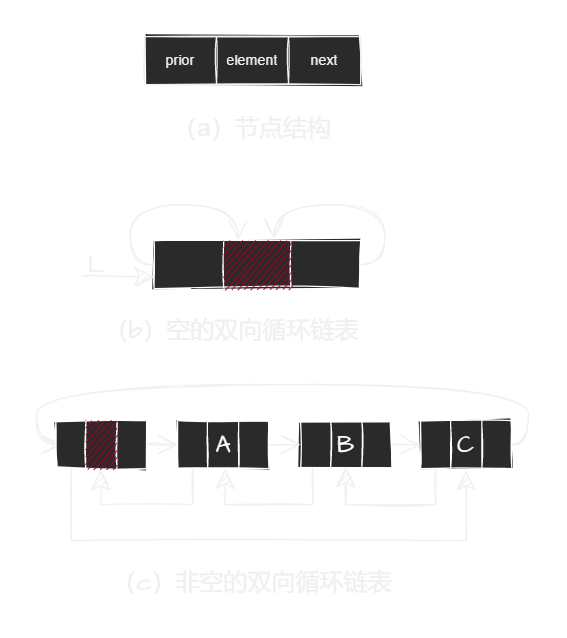 prior element next
(a) 节点结构
L
(b) 空的双向循环链表
A B C
(c) 非空的双向循环链表